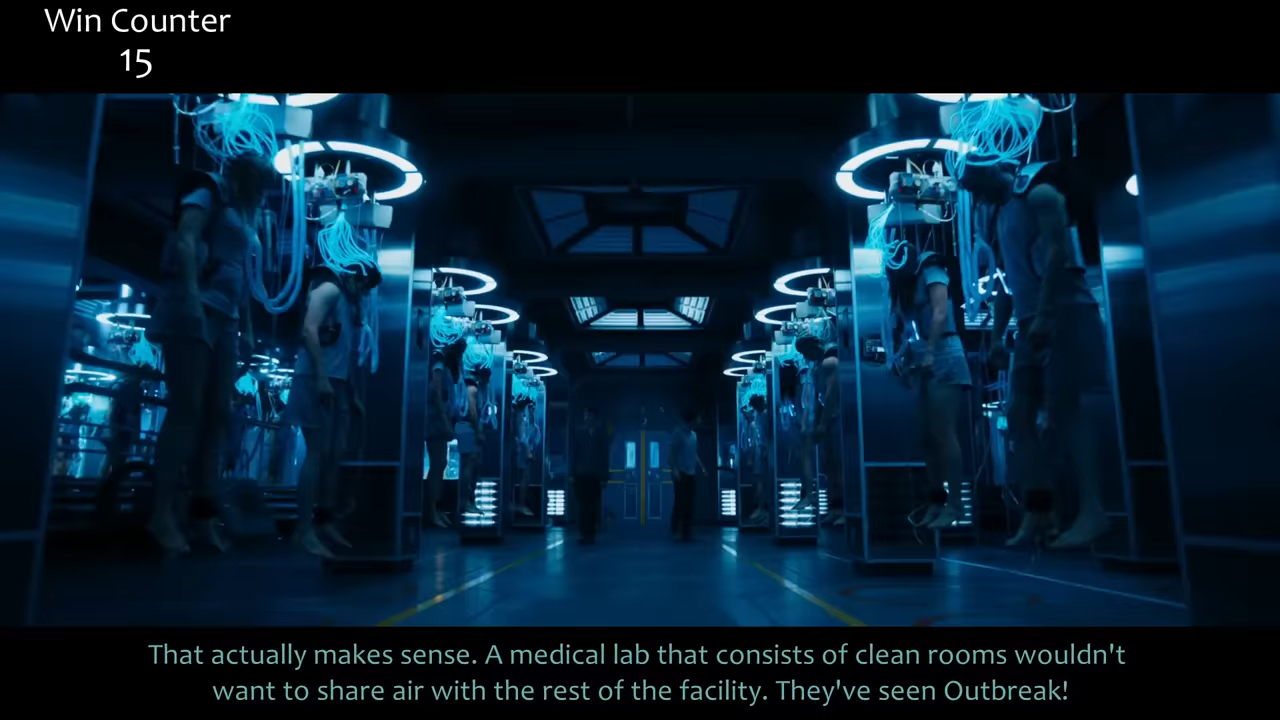 Win Counter
15
That actually makes sense. A medical lab that consists of clean rooms wouldn't
want to share air with the rest of the facility. They've seen Outbreak!